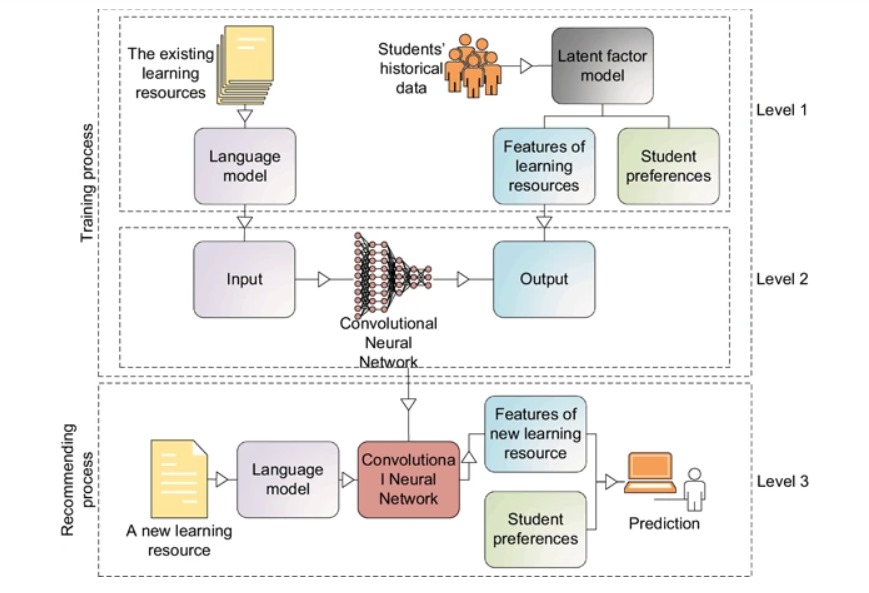 The existing
learning
resources
Students'
historical
data
Latent factor
model
Level 1
Training process
Language
model
Features of
learning
resources
Student
preferences
Input
Convolutional
Neural
Network
Output
Level 2
Recommending
process
A new learning
resource
Language
model
Convolutiona
l Neural
Network
Features of
new learning
resource
Student
preferences
Prediction
Level 3